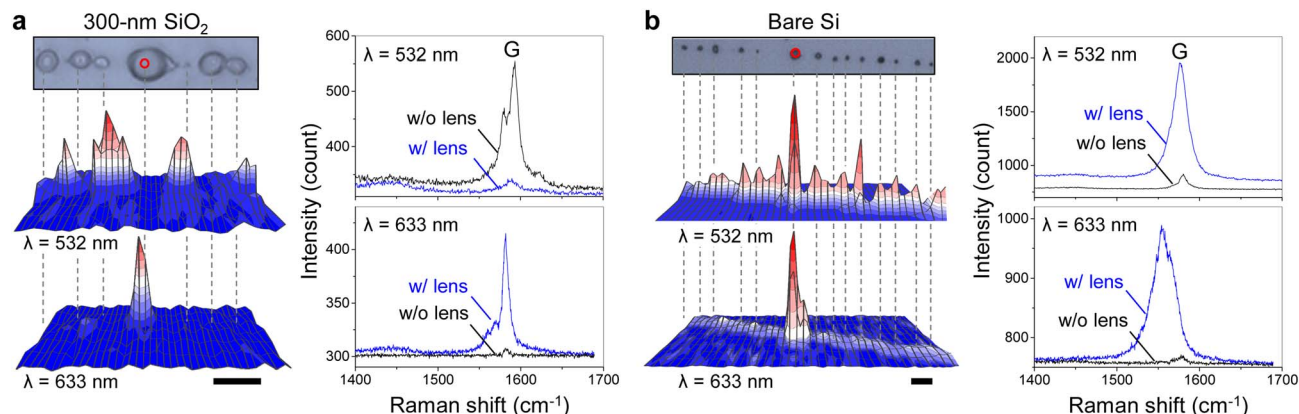 a
300-nm SiO₂
λ = 532 nm
λ = 633 nm
Intensity (count)
600
500
400
λ = 532 nm
G
w/o lens
w/ lens
400
350
300
λ = 633 nm
w/ lens
w/o lens
1400
1500
1600
1700
Raman shift (cm⁻¹)
b
Bare Si
λ = 532 nm
λ = 633 nm
Intensity (count)
2000
1500
1000
λ = 532 nm
G
w/ lens
w/o lens
1000
900
800
λ = 633 nm
w/ lens
w/o lens
1400
1500
1600
1700
Raman shift (cm⁻¹)